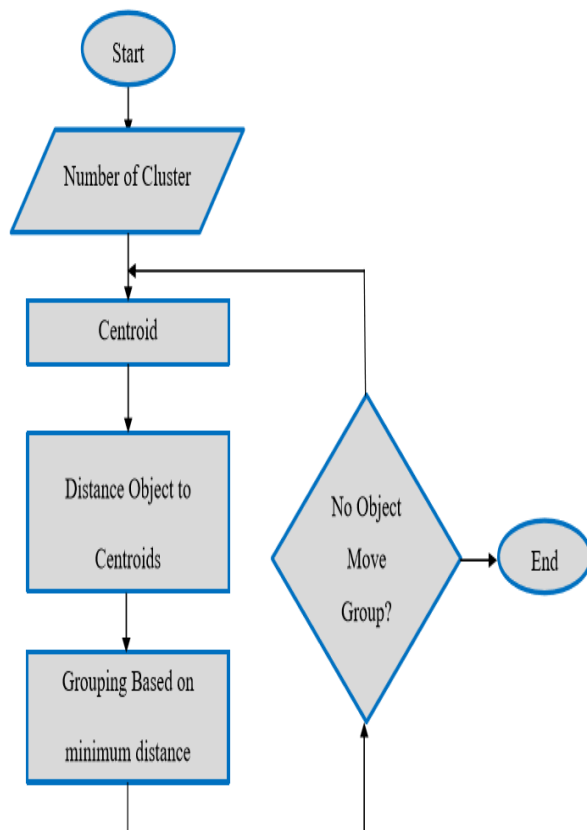 Start
Number of Cluster
Centroid
Distance Object to
Centroids
Grouping Based on
minimum distance
No Object
Move
Group?
End